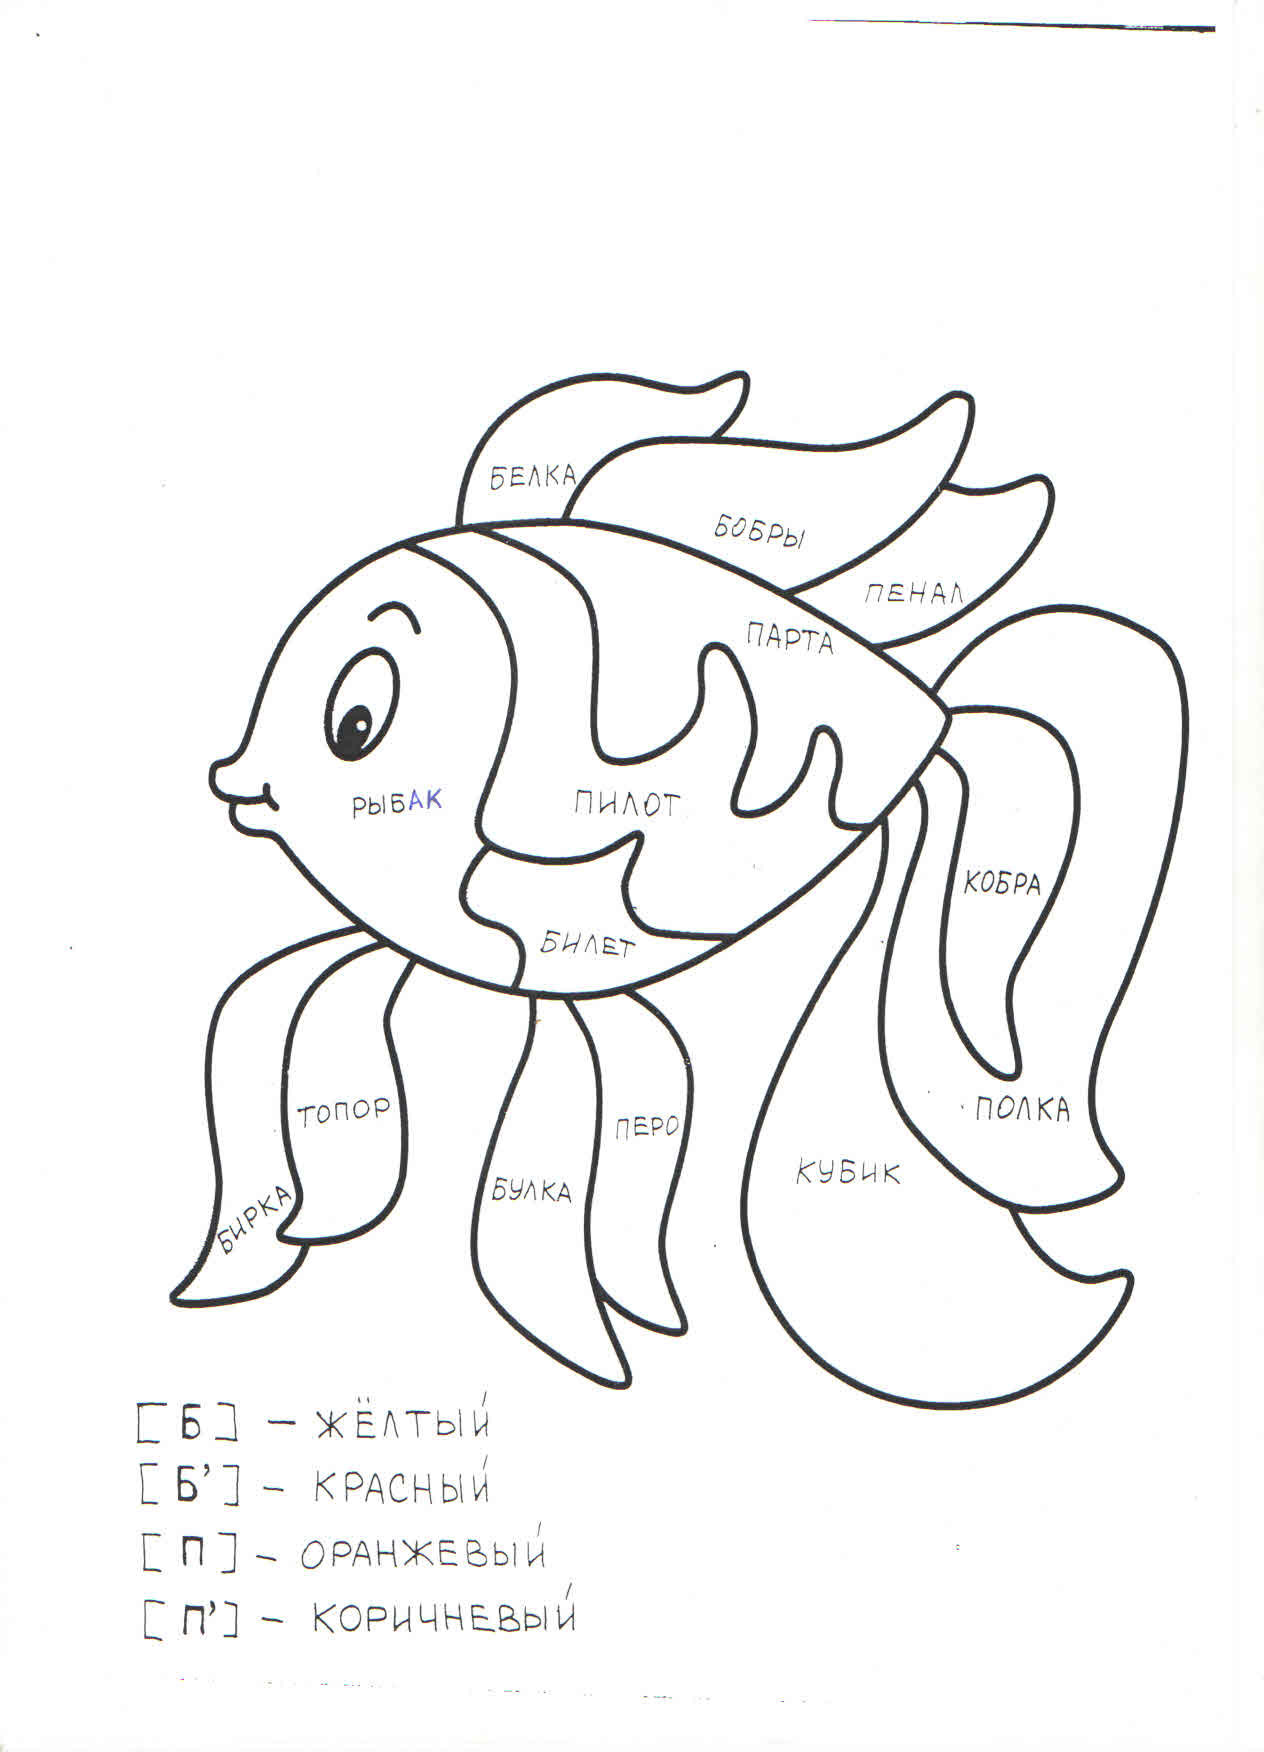 БЕЛКА
БОБРЫ
ПЕНАЛ
ПАРТА
РЫБАК
ПИЛОТ
КОБРА
БИЛЕТ
ТОПОР
ПЕРО
ПОЛКА
БИРКА
БУЛКА
КУБИК
[Б] – ЖЁЛТЫЙ
[Б'] – КРАСНЫЙ
[П] – ОРАНЖЕВЫЙ
[П'] – КОРИЧНЕВЫЙ